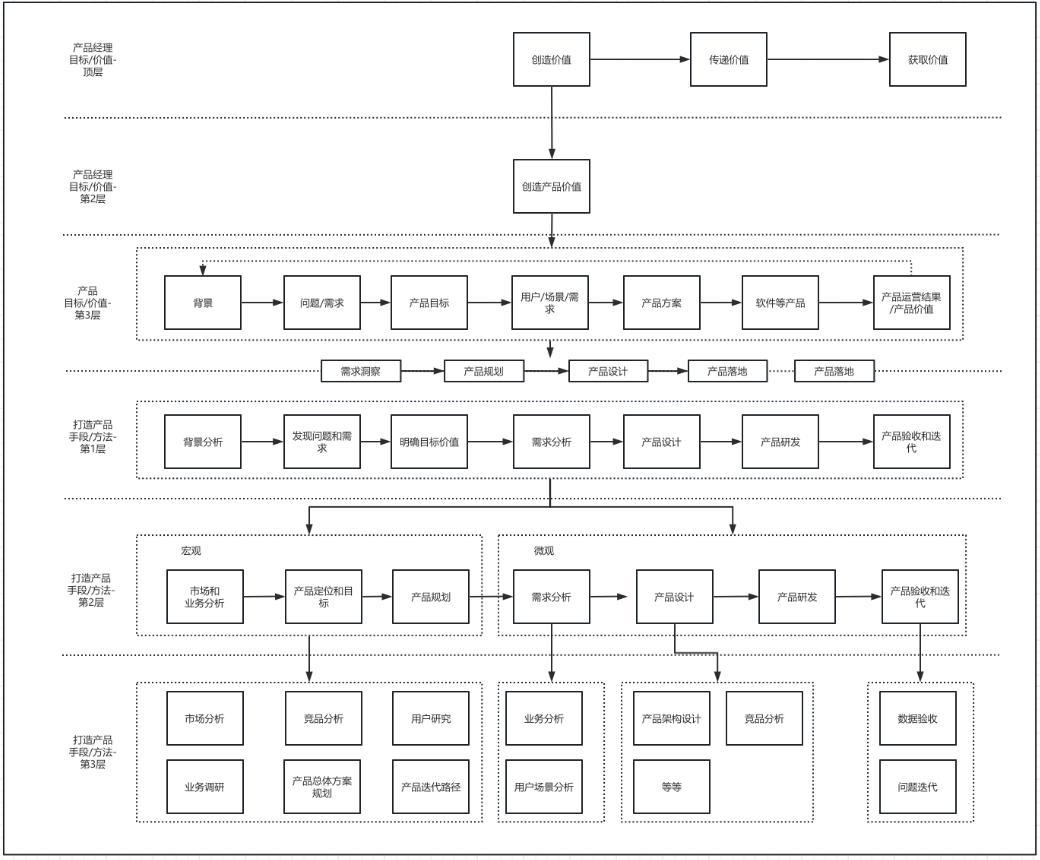 产品经理
目标/价值-
顶层
创造价值
传递价值
获取价值
产品经理
目标/价值-
第2层
创造产品价值
产品
目标/价值-
第3层
背景
问题/需求
产品目标
用户/场景/需
求
产品方案
软件等产品
产品运营结果
/产品价值
需求洞察
产品规划
产品设计
产品落地
产品落地
打造产品
手段/方法-
第1层
背景分析
发现问题和需
求
明确目标价值
需求分析
产品设计
产品研发
产品验收和迭
代
打造产品
手段/方法-
第2层
宏观
市场和
业务分析
产品定位和目
标
产品规划
微观
需求分析
产品设计
产品研发
产品验收和迭
代
打造产品
手段/方法-
第3层
市场分析
竞品分析
用户研究
业务调研
产品总体方案
规划
产品迭代路径
业务分析
用户场景分析
产品架构设计
竞品分析
等等
数据验收
问题迭代